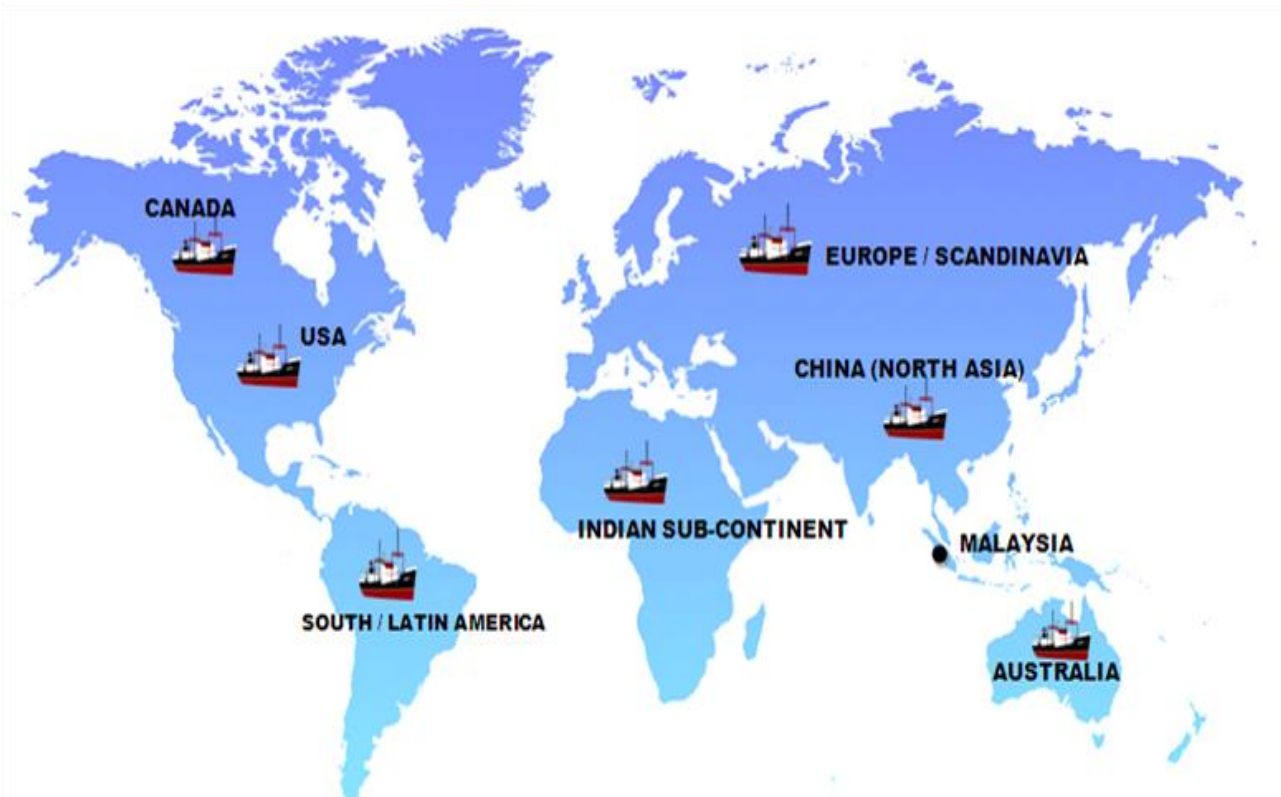 CANADA
EUROPE / SCANDINAVIA
USA
CHINA (NORTH ASIA)
INDIAN SUB-CONTINENT
MALAYSIA
SOUTH / LATIN AMERICA
AUSTRALIA